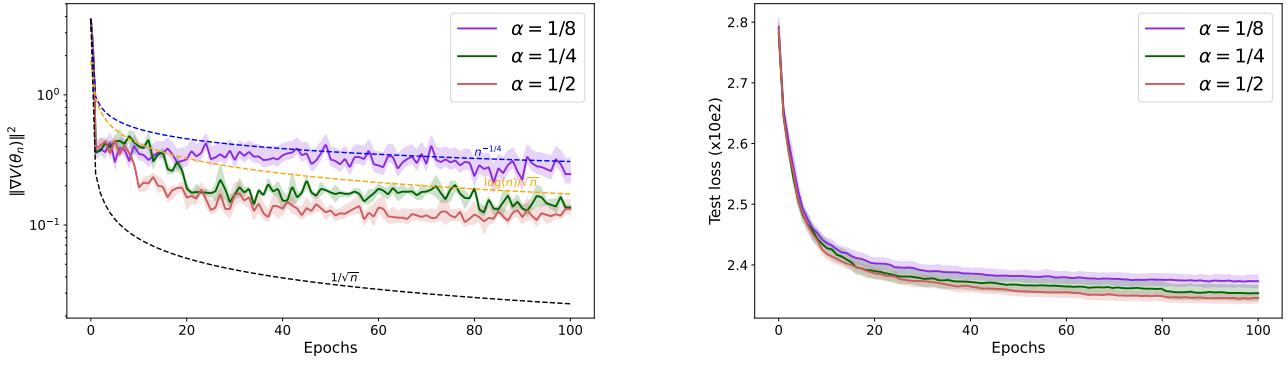 α = 1/8
α = 1/4
α = 1/2
10⁰
10⁻¹
‖∇V(θₙ)‖²
n⁻¹/⁴
log(n)/√n
1/√n
0 20 40 60 80 100
Epochs
α = 1/8
α = 1/4
α = 1/2
2.8
2.7
2.6
2.5
2.4
Test loss (x10e2)
0 20 40 60 80 100
Epochs